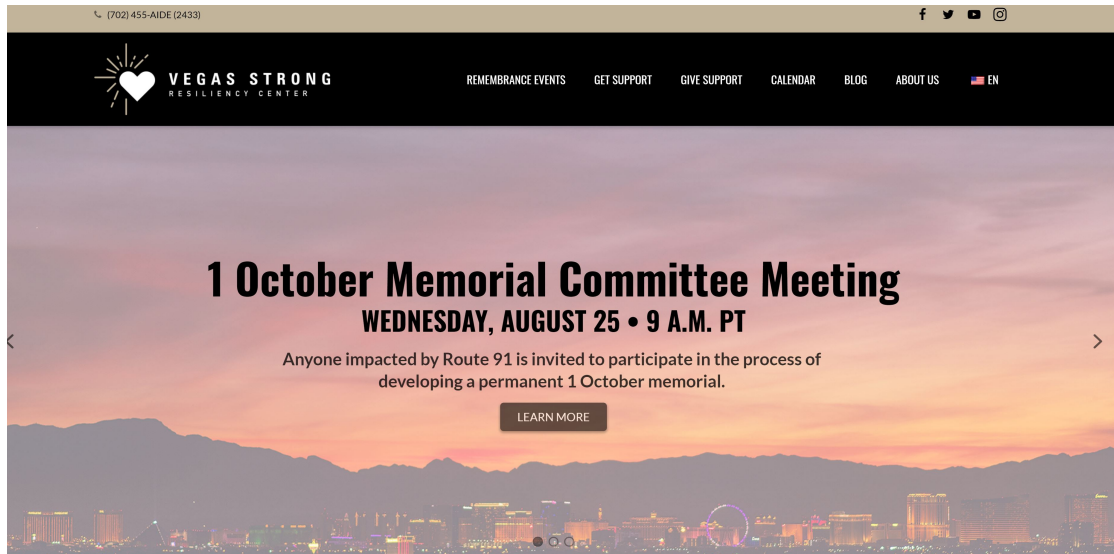 (702) 455-AIDE (2433)
VEGAS STRONG
RESILIENCY CENTER
REMEMBRANCE EVENTS GET SUPPORT GIVE SUPPORT CALENDAR BLOG ABOUT US EN
1 October Memorial Committee Meeting
WEDNESDAY, AUGUST 25 • 9 A.M. PT
Anyone impacted by Route 91 is invited to participate in the process of
developing a permanent 1 October memorial.
LEARN MORE